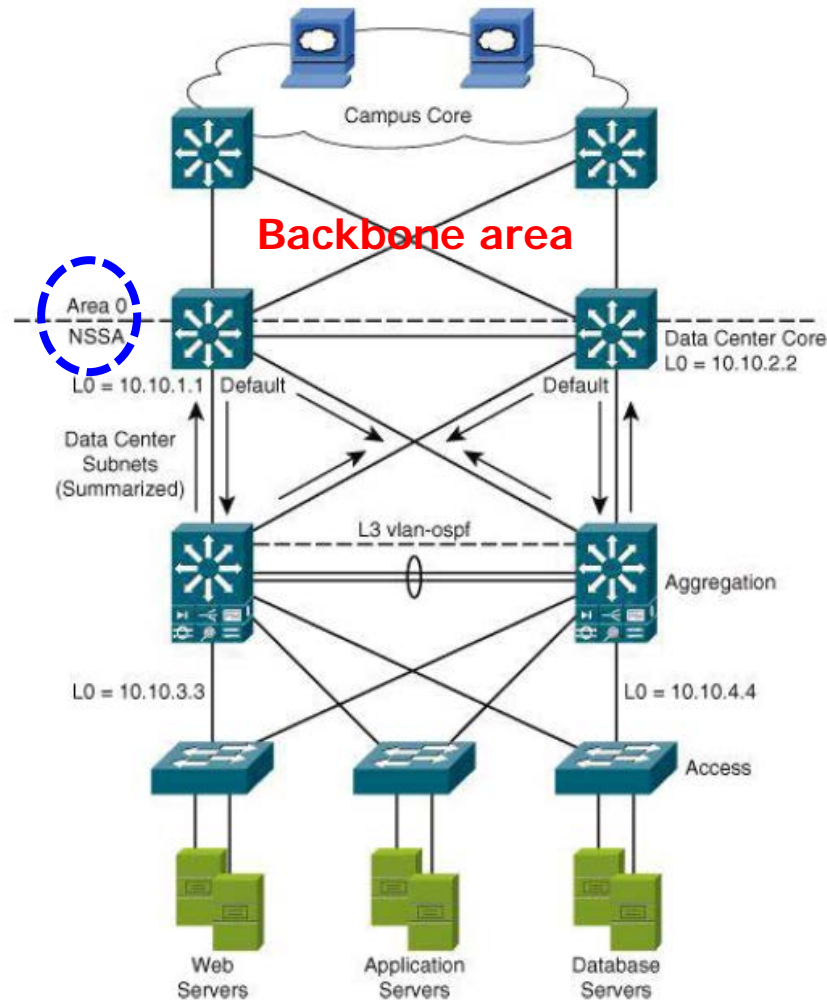 Campus Core
Backbone area
Area 0
NSSA
Data Center Core
L0 = 10.10.2.2
L0 = 10.10.1.1
Default
Default
Data Center
Subnets
(Summarized)
L3 vlan-ospf
Aggregation
L0 = 10.10.3.3
L0 = 10.10.4.4
Access
Web
Servers
Application
Servers
Database
Servers